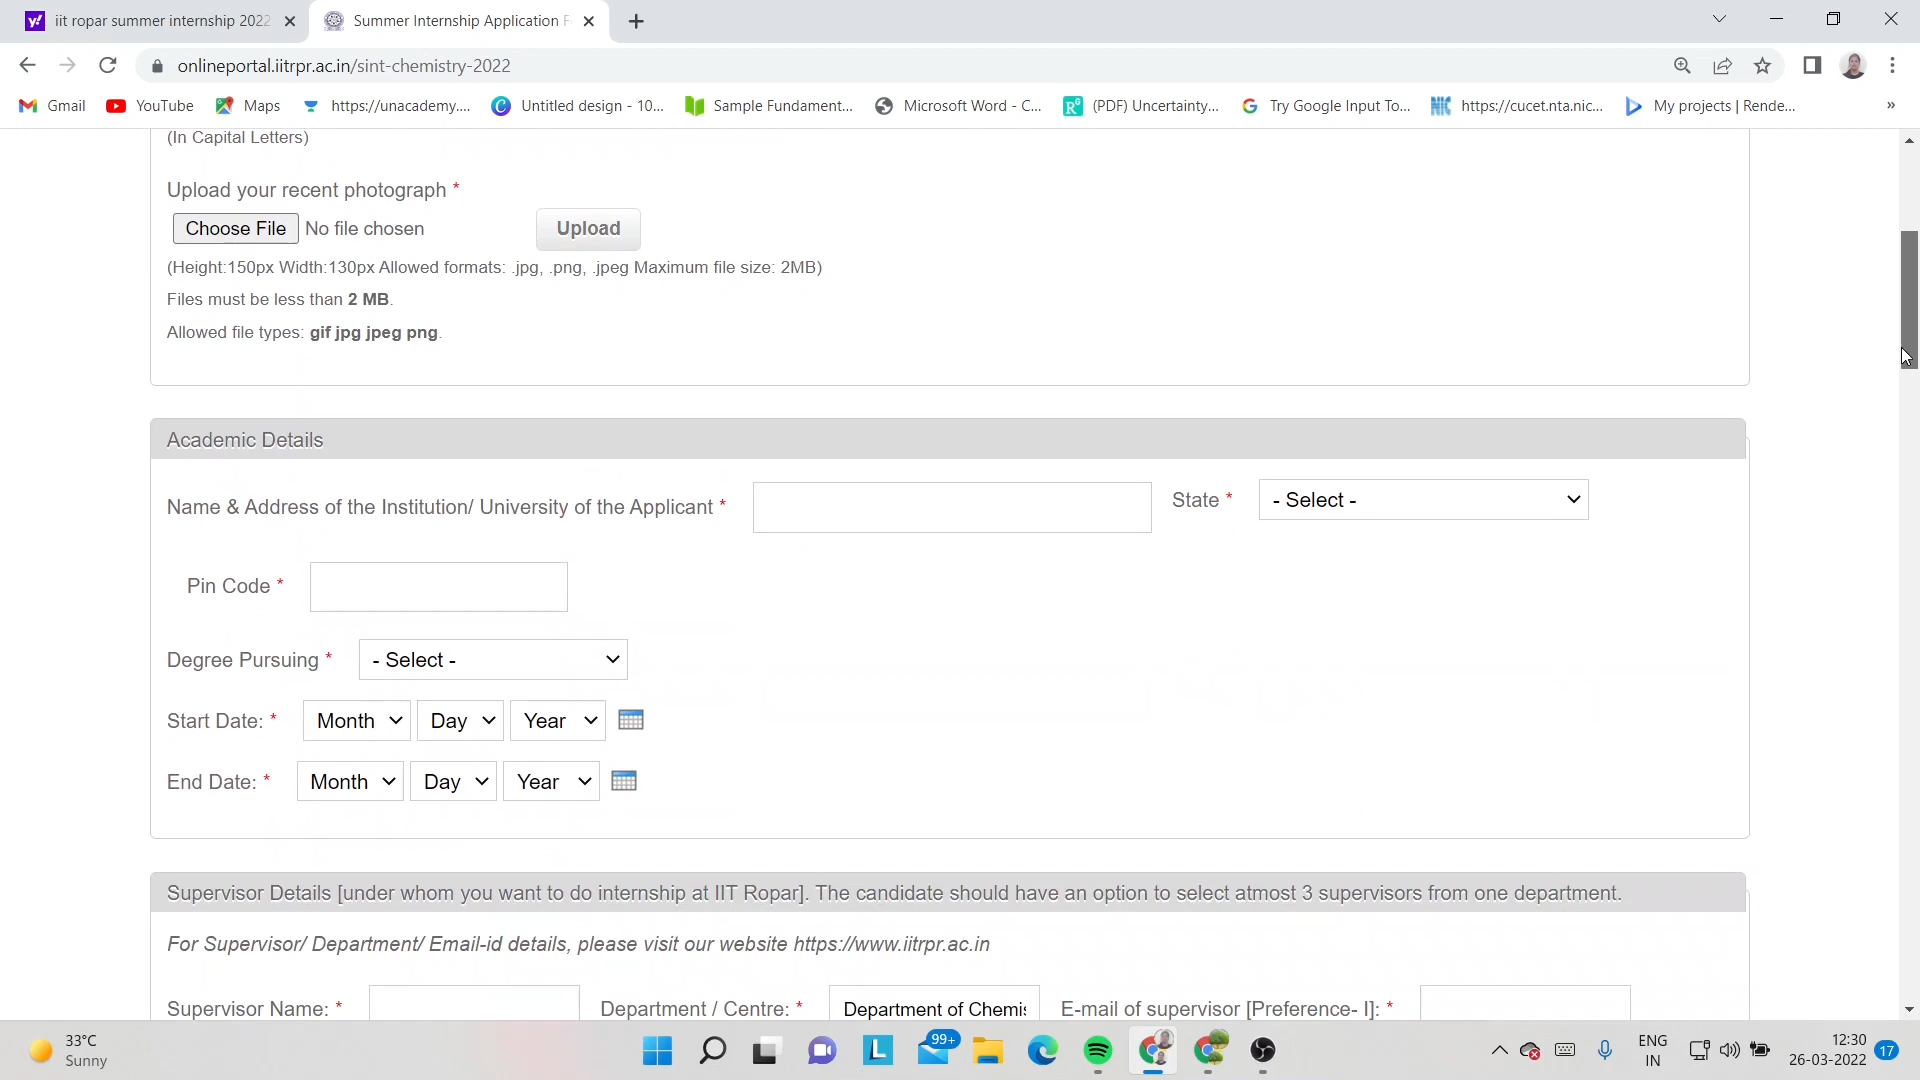 iit ropar summer internship 2022
Summer Internship Application F
onlineportal.iitrpr.ac.in/sint-chemistry-2022
Gmail YouTube Maps https://unacademy.... Untitled design - 10... Sample Fundament... Microsoft Word - C... (PDF) Uncertainty... Try Google Input To... https://cucet.nta.nic... My projects | Rende... »
(In Capital Letters)
Upload your recent photograph *
Choose File No file chosen Upload
(Height:150px Width:130px Allowed formats: .jpg, .png, .jpeg Maximum file size: 2MB)
Files must be less than 2 MB.
Allowed file types: gif jpg jpeg png.
Academic Details
Name & Address of the Institution/ University of the Applicant * State * - Select -
Pin Code *
Degree Pursuing * - Select -
Start Date: * Month Day Year
End Date: * Month Day Year
Supervisor Details [under whom you want to do internship at IIT Ropar]. The candidate should have an option to select atmost 3 supervisors from one department.
For Supervisor/ Department/ Email-id details, please visit our website https://www.iitrpr.ac.in
Supervisor Name: * Department / Centre: * Department of Chemis E-mail of supervisor [Preference- I]: *
33°C
Sunny
L
99+
ENG
IN
12:30
26-03-2022
17